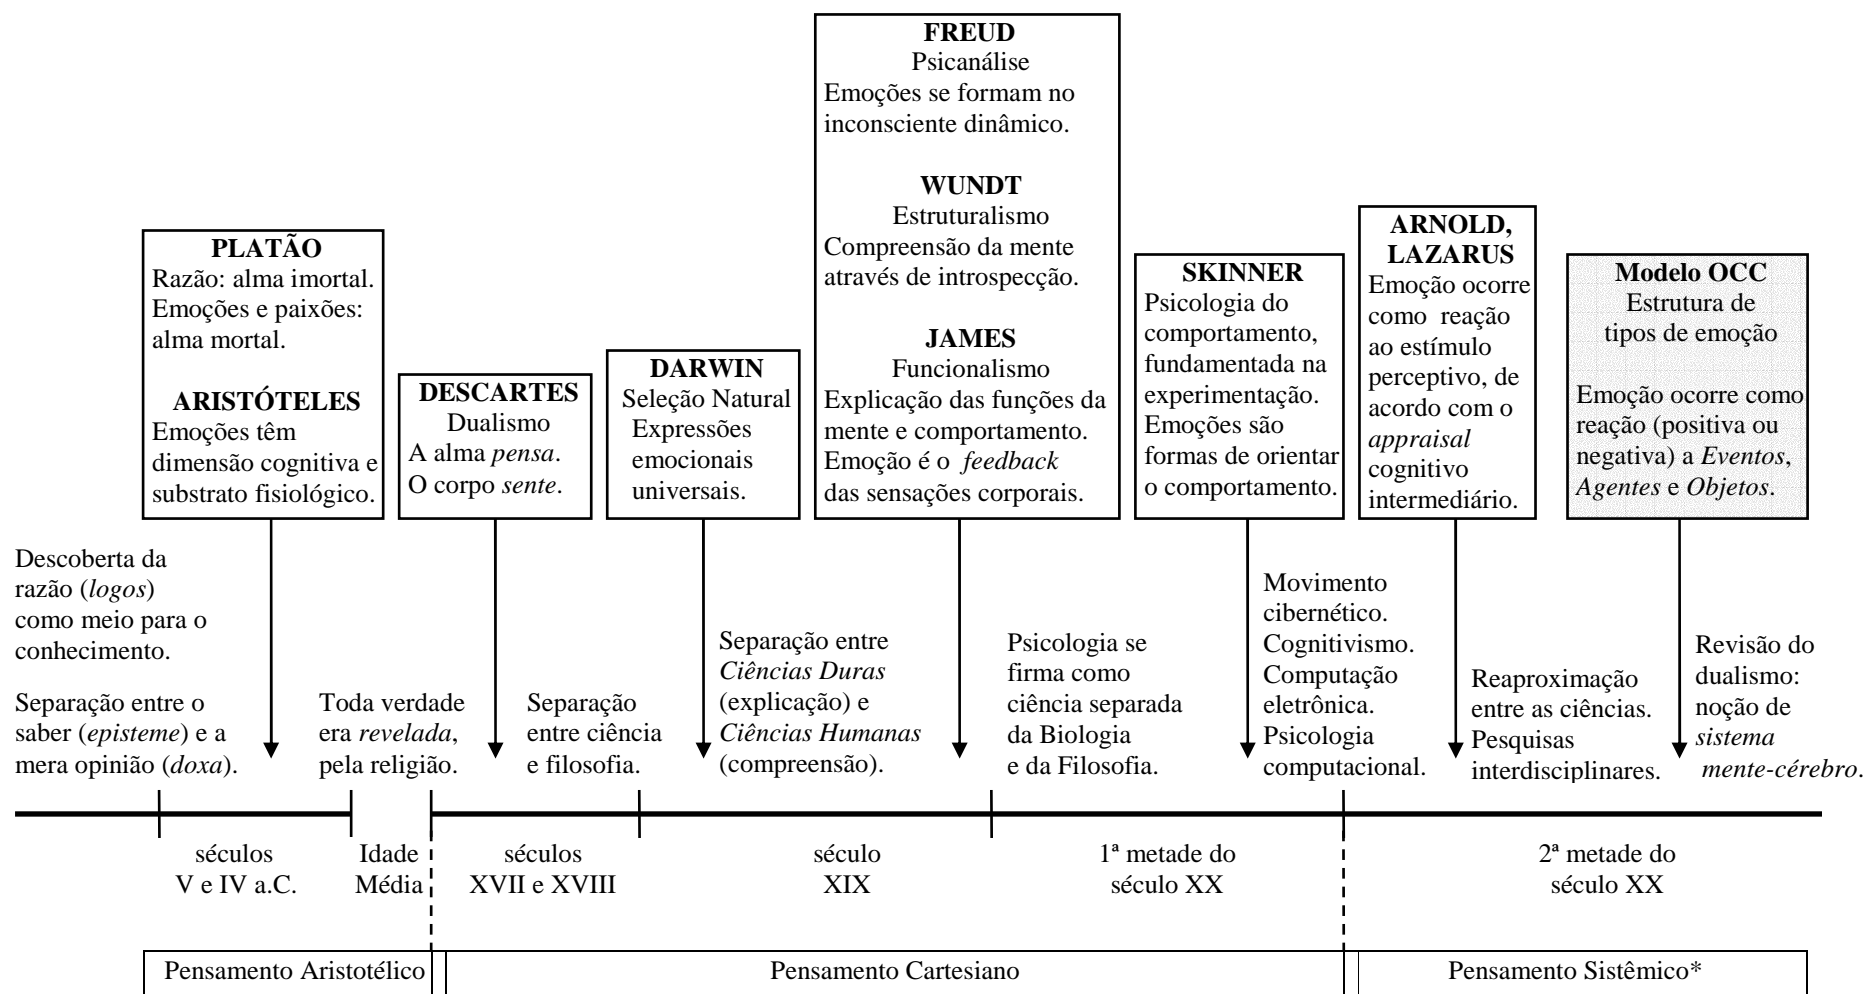 FREUD
Psicanálise
Emoções se formam no
inconsciente dinâmico.
WUNDT
Estruturalismo
Compreensão da mente
através de introspecção.
JAMES
Funcionalismo
Explicação das funções da
mente e comportamento.
Emoção é o feedback
das sensações corporais.
PLATÃO
Razão: alma imortal.
Emoções e paixões:
alma mortal.
ARISTÓTELES
Emoções têm
dimensão cognitiva e
substrato fisiológico.
DESCARTES
Dualismo
A alma pensa.
O corpo sente.
DARWIN
Seleção Natural
Expressões
emocionais
universais.
SKINNER
Psicologia do
comportamento,
fundamentada na
experimentação.
Emoções são
formas de orientar
o comportamento.
ARNOLD,
LAZARUS
Emoção ocorre
como reação
ao estímulo
perceptivo, de
acordo com o
appraisal
cognitivo
intermediário.
Modelo OCC
Estrutura de
tipos de emoção
Emoção ocorre como
reação (positiva ou
negativa) a Eventos,
Agentes e Objetos.
Descoberta da
razão (logos)
como meio para o
conhecimento.
Separação entre o
saber (episteme) e a
mera opinião (doxa).
Toda verdade
era revelada,
pela religião.
Separação
entre ciência
e filosofia.
Separação entre
Ciências Duras
(explicação) e
Ciências Humanas
(compreensão).
Psicologia se
firma como
ciência separada
da Biologia
e da Filosofia.
Movimento
cibernético.
Cognitivismo.
Computação
eletrônica.
Psicologia
computacional.
Reaproximação
entre as ciências.
Pesquisas
interdisciplinares.
Revisão do
dualismo:
noção de
sistema
mente-cérebro.
séculos
V e IV a.C.
Idade
Média
séculos
XVII e XVIII
século
XIX
1ª metade do
século XX
2ª metade do
século XX
Pensamento Aristotélico
Pensamento Cartesiano
Pensamento Sistêmico*